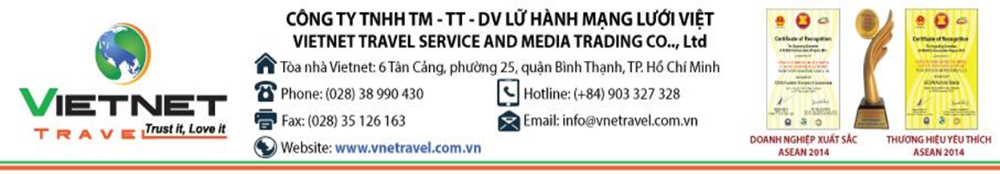 CÔNG TY TNHH TM - TT - DV LỮ HÀNH MẠNG LƯỚI VIỆT
VIETNET TRAVEL SERVICE AND MEDIA TRADING CO.., Ltd
Tòa nhà Vietnet: 6 Tân Cảng, phường 25, quận Bình Thạnh, TP. Hồ Chí Minh
Phone: (028) 38 990 430
Hotline: (+84) 903 327 328
Fax: (028) 35 126 163
Email: info@vnetravel.com.vn
Website: www.vnetravel.com.vn
VIETNET
TRAVEL
Trust it, Love it
Certificate of Recognition
Certificate of Recognition
DOANH NGHIỆP XUẤT SẮC
ASEAN 2014
THƯƠNG HIỆU YÊU THÍCH
ASEAN 2014